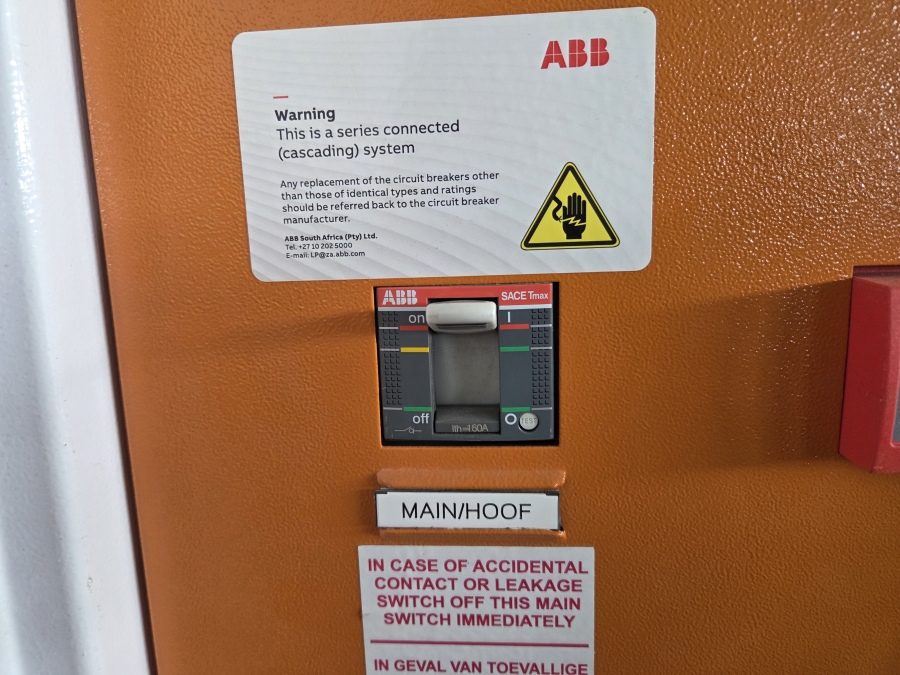 ABB
Warning
This is a series connected
(cascading) system
Any replacement of the circuit breakers other
than those of identical types and ratings
should be referred back to the circuit breaker
manufacturer.
ABB South Africa (Pty) Ltd.
Tel. +27 10 202 5000
E-mail: LP@za.abb.com
ABB SACE Tmax
on I
off O TEST
Ith=160A
MAIN/HOOF
IN CASE OF ACCIDENTAL
CONTACT OR LEAKAGE
SWITCH OFF THIS MAIN
SWITCH IMMEDIATELY
IN GEVAL VAN TOEVALLIGE